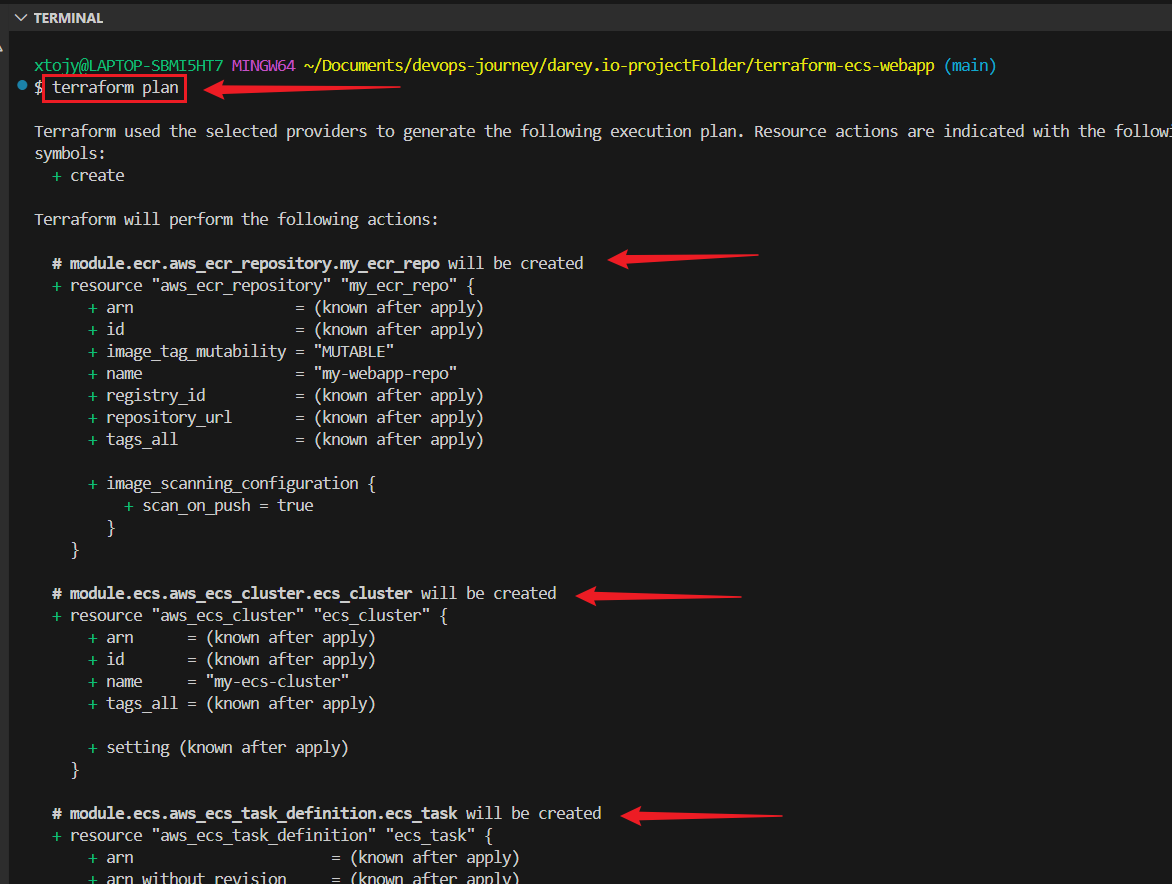 TERMINAL
xtojy@LAPTOP-SBMI5HT7 MINGW64 ~/Documents/devops-journey/darey.io-projectFolder/terraform-ecs-webapp (main)
$ terraform plan
Terraform used the selected providers to generate the following execution plan. Resource actions are indicated with the followi
symbols:
+ create
Terraform will perform the following actions:
# module.ecr.aws_ecr_repository.my_ecr_repo will be created
+ resource "aws_ecr_repository" "my_ecr_repo" {
+ arn = (known after apply)
+ id = (known after apply)
+ image_tag_mutability = "MUTABLE"
+ name = "my-webapp-repo"
+ registry_id = (known after apply)
+ repository_url = (known after apply)
+ tags_all = (known after apply)
+ image_scanning_configuration {
+ scan_on_push = true
}
}
# module.ecs.aws_ecs_cluster.ecs_cluster will be created
+ resource "aws_ecs_cluster" "ecs_cluster" {
+ arn = (known after apply)
+ id = (known after apply)
+ name = "my-ecs-cluster"
+ tags_all = (known after apply)
+ setting (known after apply)
}
# module.ecs.aws_ecs_task_definition.ecs_task will be created
+ resource "aws_ecs_task_definition" "ecs_task" {
+ arn = (known after apply)
+ arn_without_revision = (known after apply)